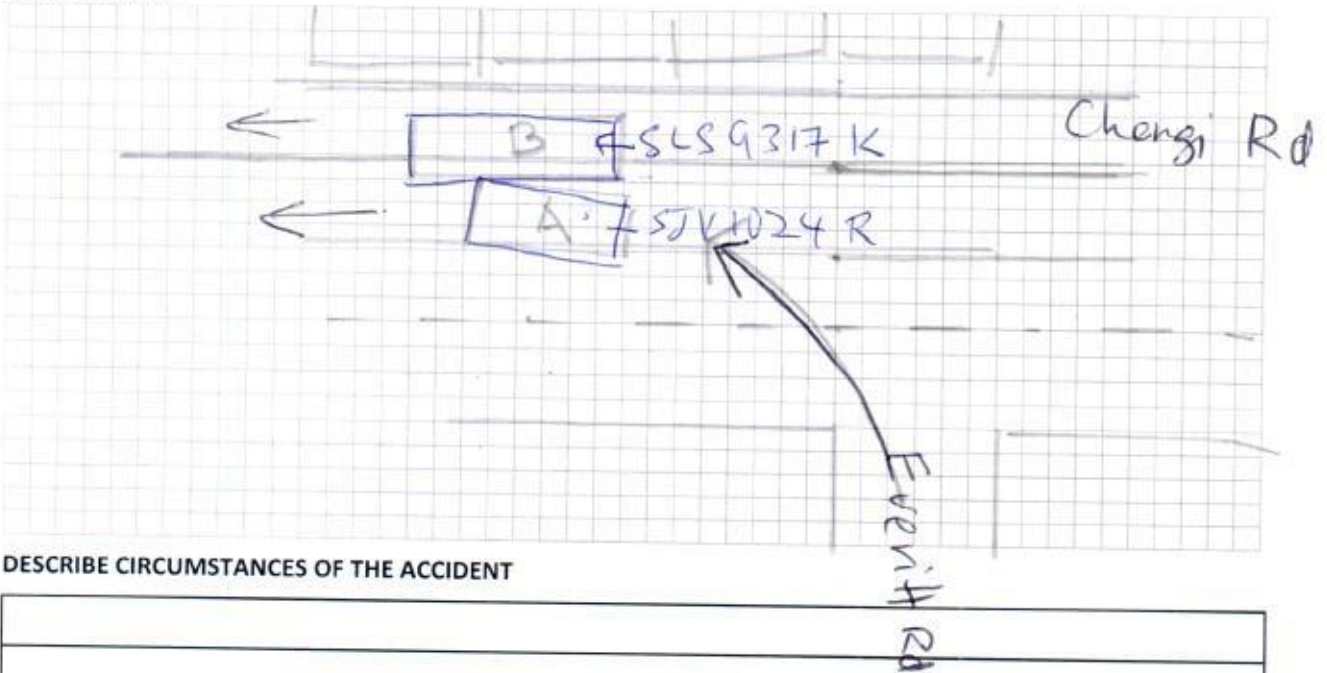 Changi Rd
B SLS9317K
A SJV1024R
Everitt Rd
DESCRIBE CIRCUMSTANCES OF THE ACCIDENT